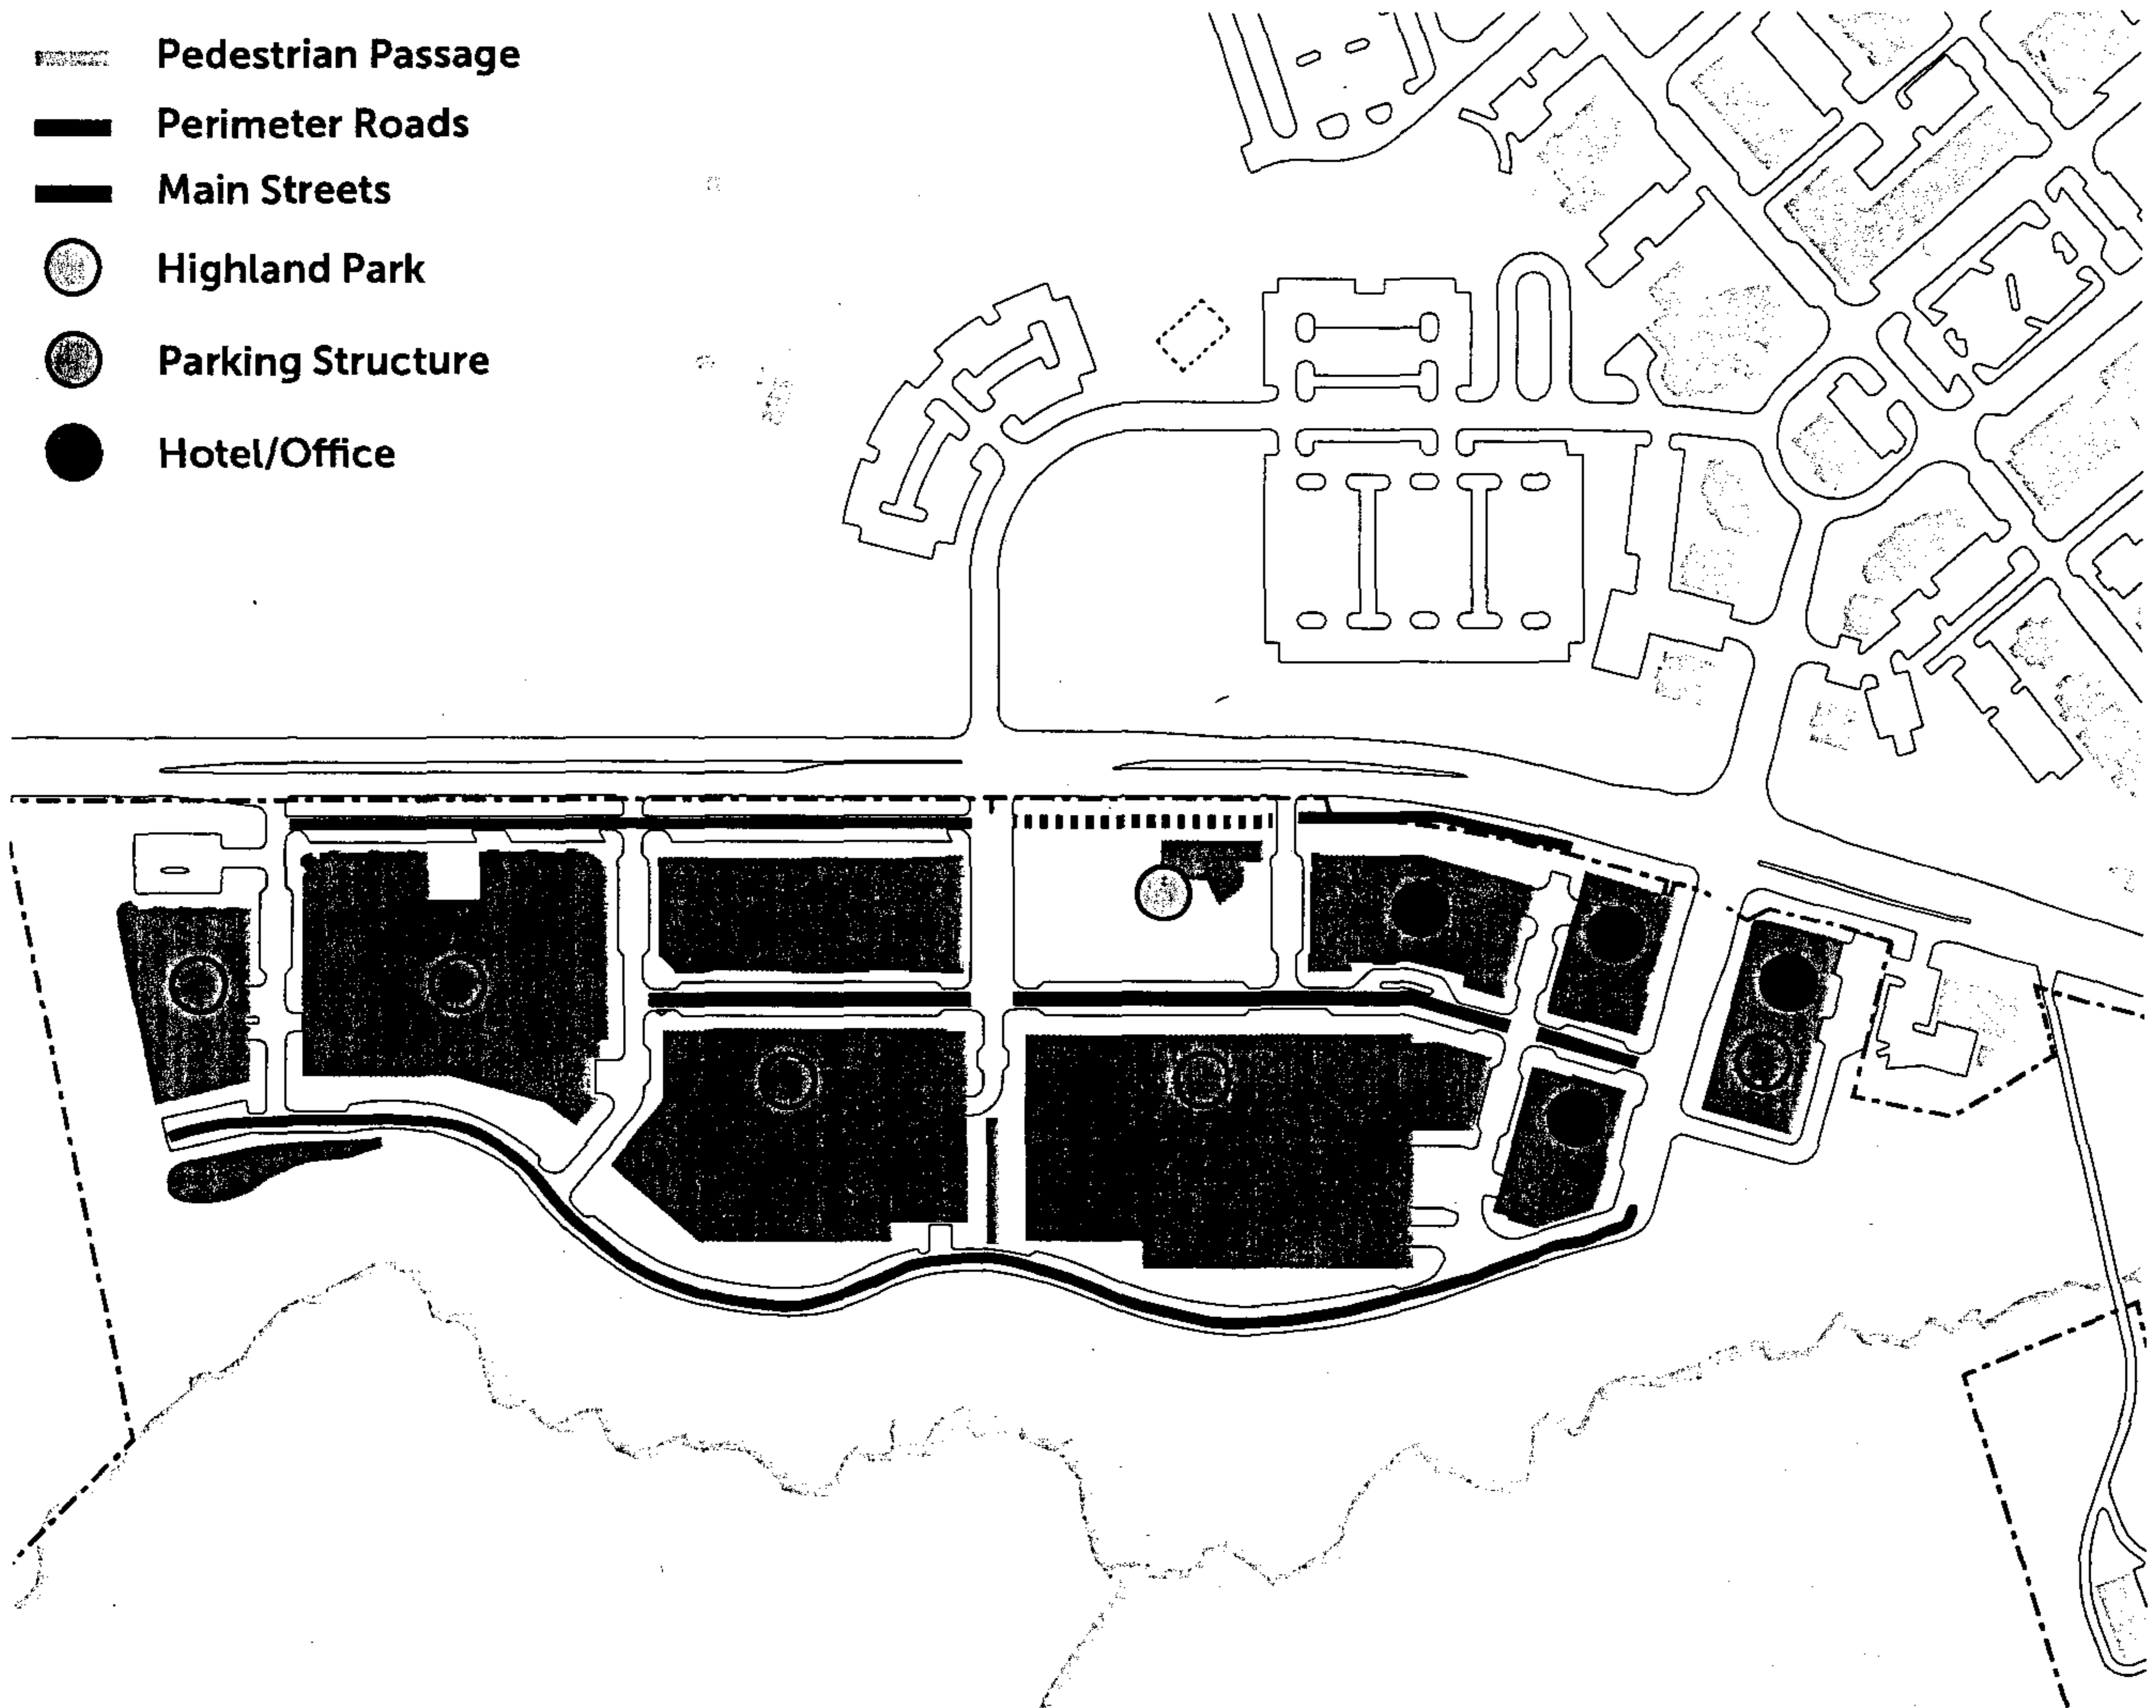 Pedestrian Passage
Perimeter Roads
Main Streets
Highland Park
Parking Structure
Hotel/Office